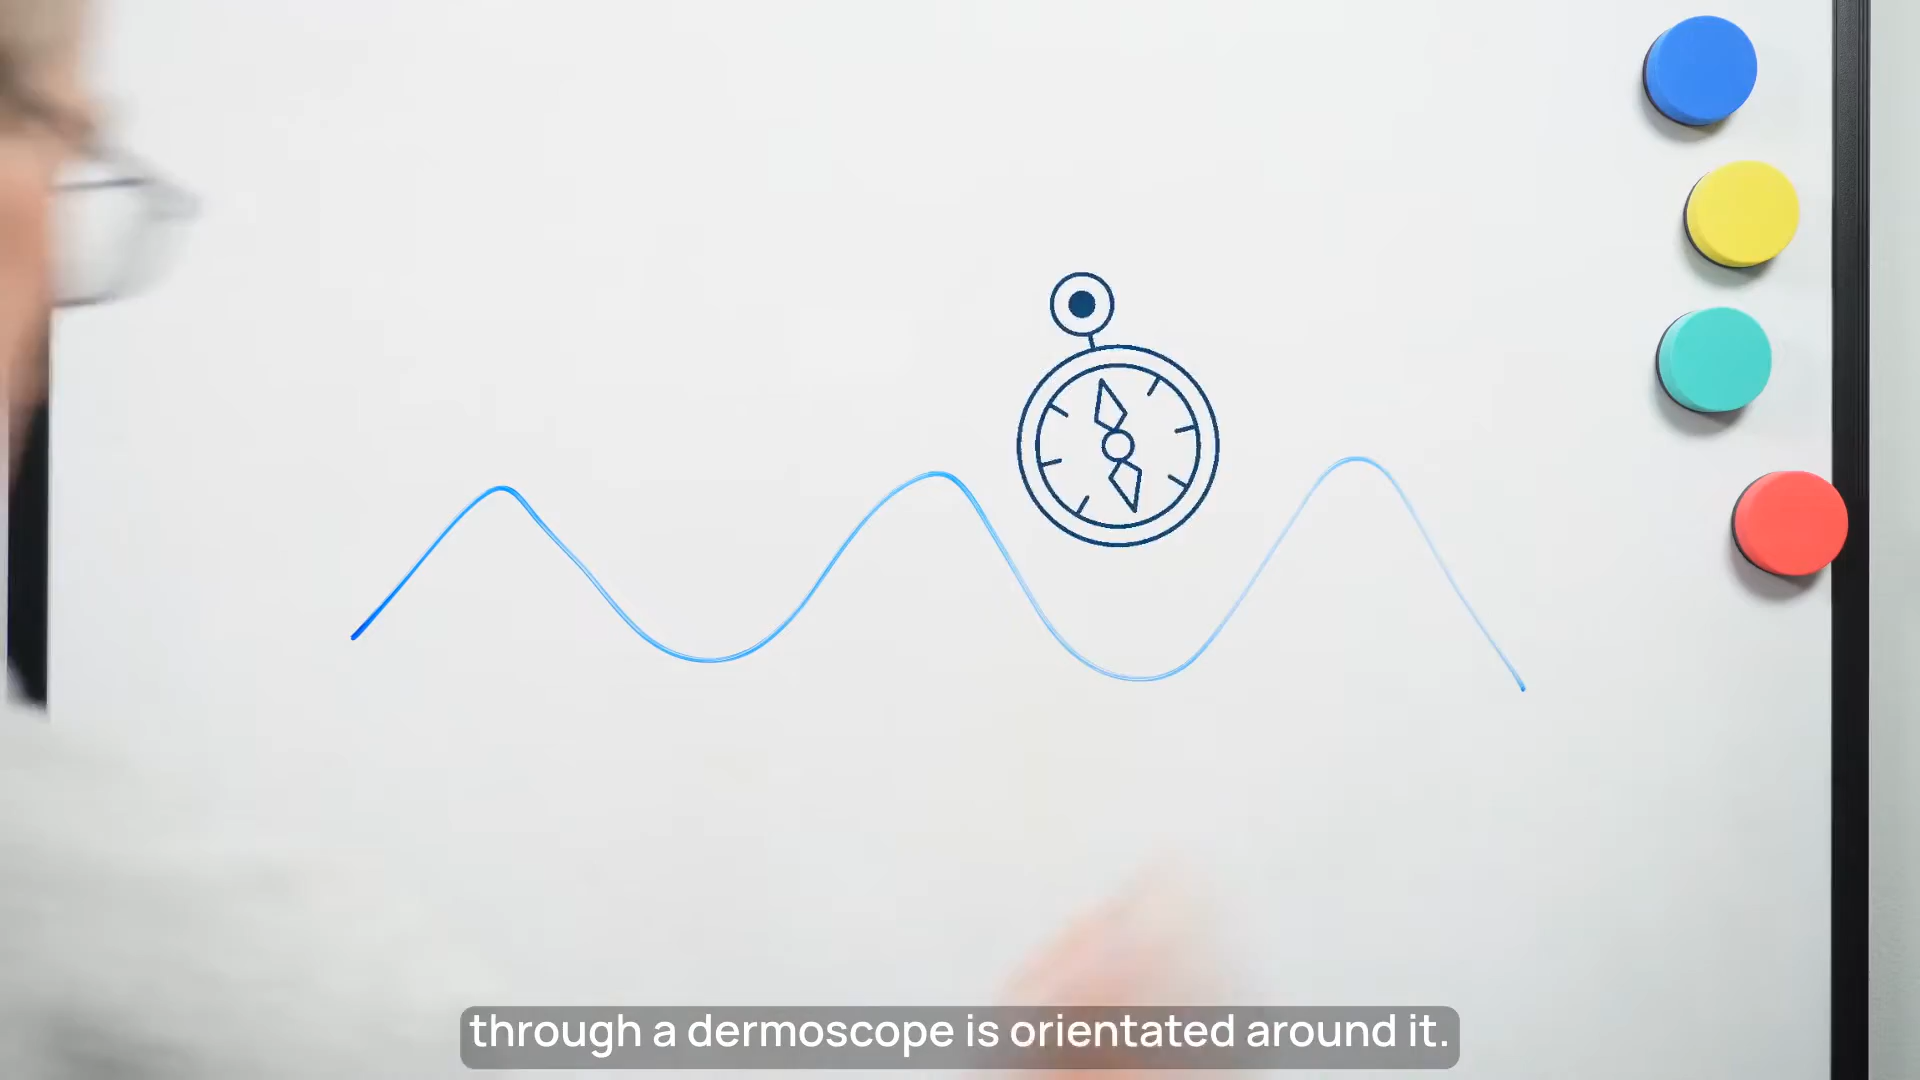 through a dermoscope is orientated around it.